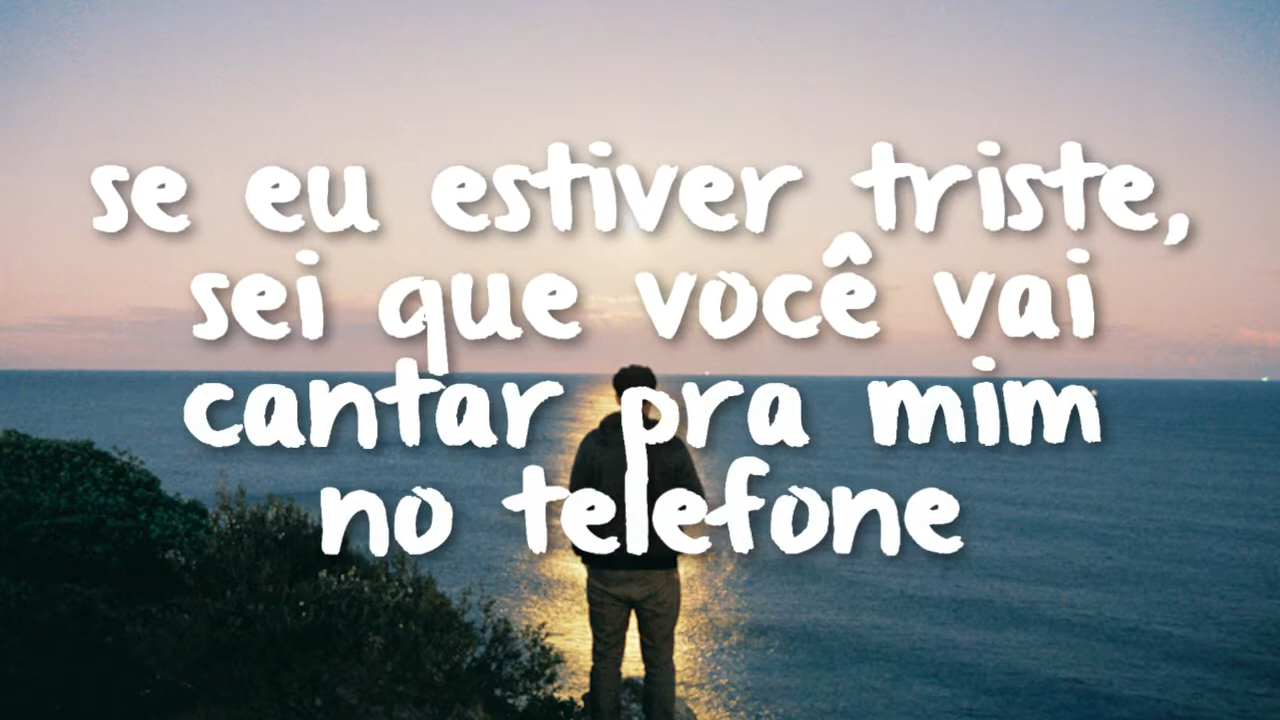 se eu estiver triste,
sei que você vai
cantar pra mim
no telefone